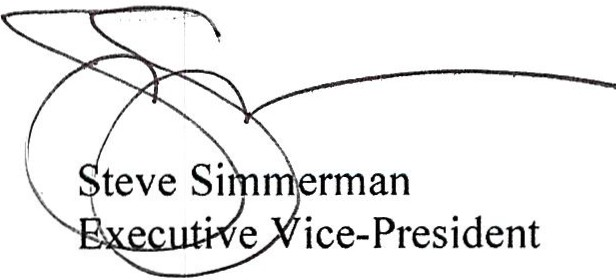 Steve Simmerman
Executive Vice-President